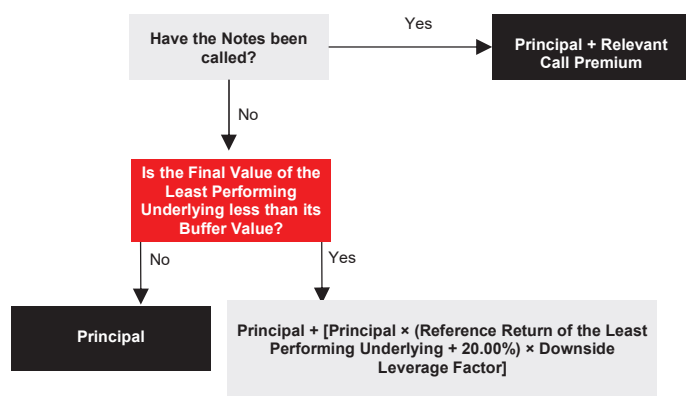 Have the Notes been
called?
Yes
Principal + Relevant
Call Premium
No
Is the Final Value of the
Least Performing
Underlying less than its
Buffer Value?
No
Yes
Principal
Principal + [Principal × (Reference Return of the Least
Performing Underlying + 20.00%) × Downside
Leverage Factor]